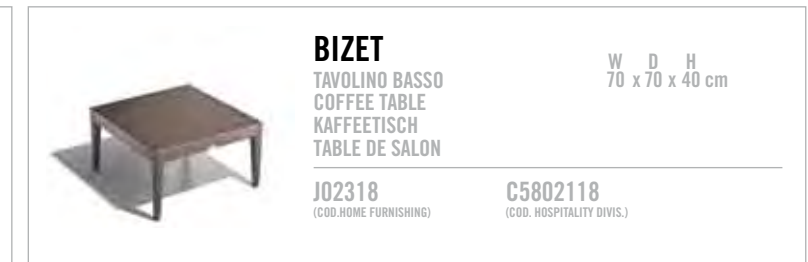 BIZET
TAVOLINO BASSO
COFFEE TABLE
KAFFEETISCH
TABLE DE SALON
W D H
70 x 70 x 40 cm
J02318
(COD.HOME FURNISHING)
C5802118
(COD. HOSPITALITY DIVIS.)